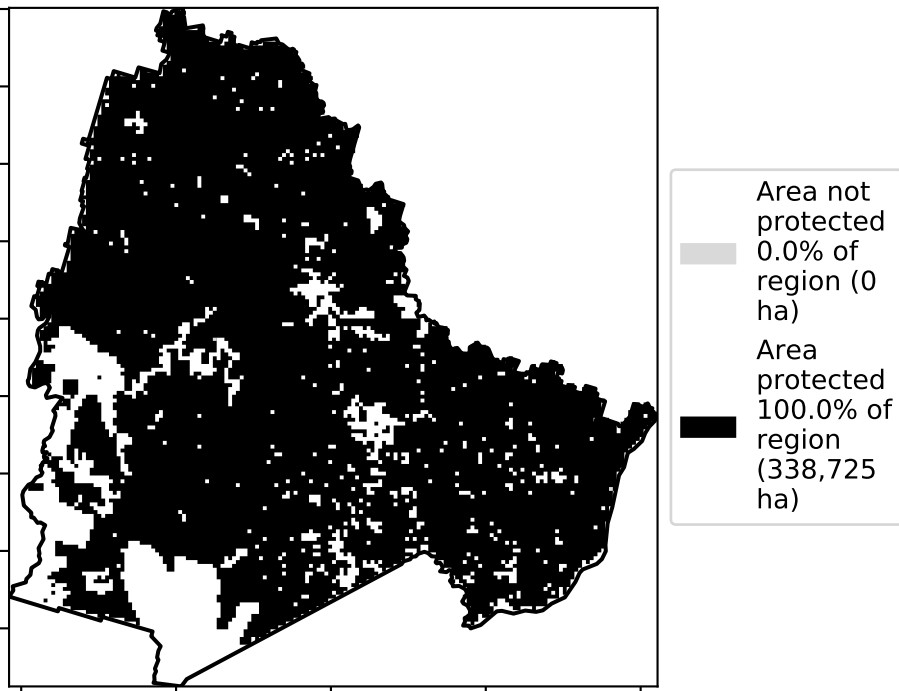 Area not
protected
0.0% of
region (0
ha)
Area
protected
100.0% of
region
(338,725
ha)